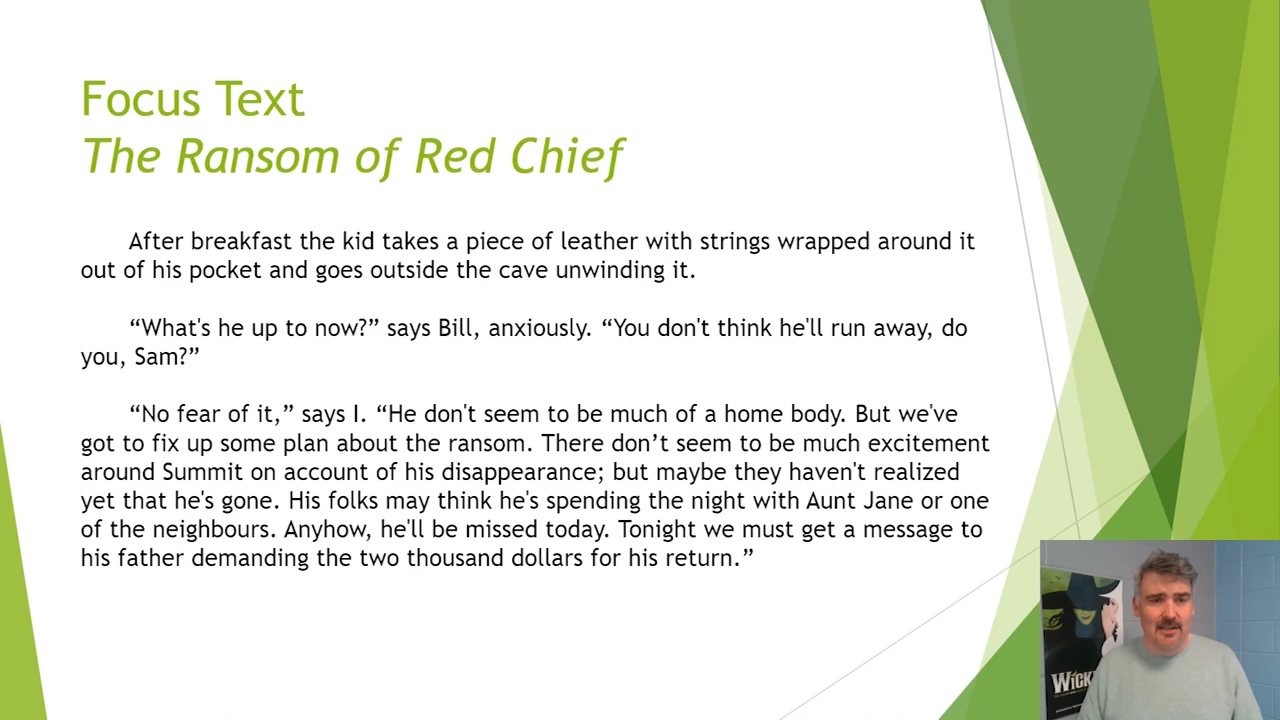 Focus Text
The Ransom of Red Chief
After breakfast the kid takes a piece of leather with strings wrapped around it
out of his pocket and goes outside the cave unwinding it.
“What's he up to now?” says Bill, anxiously. “You don't think he'll run away, do
you, Sam?”
“No fear of it,” says I. “He don't seem to be much of a home body. But we've
got to fix up some plan about the ransom. There don’t seem to be much excitement
around Summit on account of his disappearance; but maybe they haven't realized
yet that he's gone. His folks may think he's spending the night with Aunt Jane or one
of the neighbours. Anyhow, he'll be missed today. Tonight we must get a message to
his father demanding the two thousand dollars for his return.”
WICK